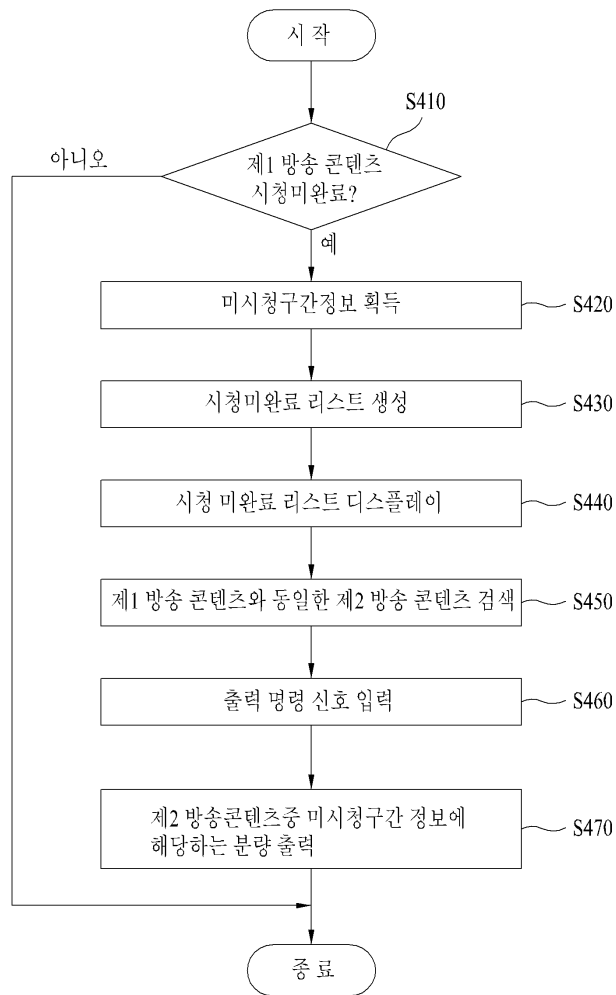 시 작
S410
아니오
제1 방송 콘텐츠
시청미완료?
예
미시청구간정보 획득
S420
시청미완료 리스트 생성
S430
시청 미완료 리스트 디스플레이
S440
제1 방송 콘텐츠와 동일한 제2 방송 콘텐츠 검색
S450
출력 명령 신호 입력
S460
제2 방송콘텐츠중 미시청구간 정보에
해당하는 분량 출력
S470
종 료